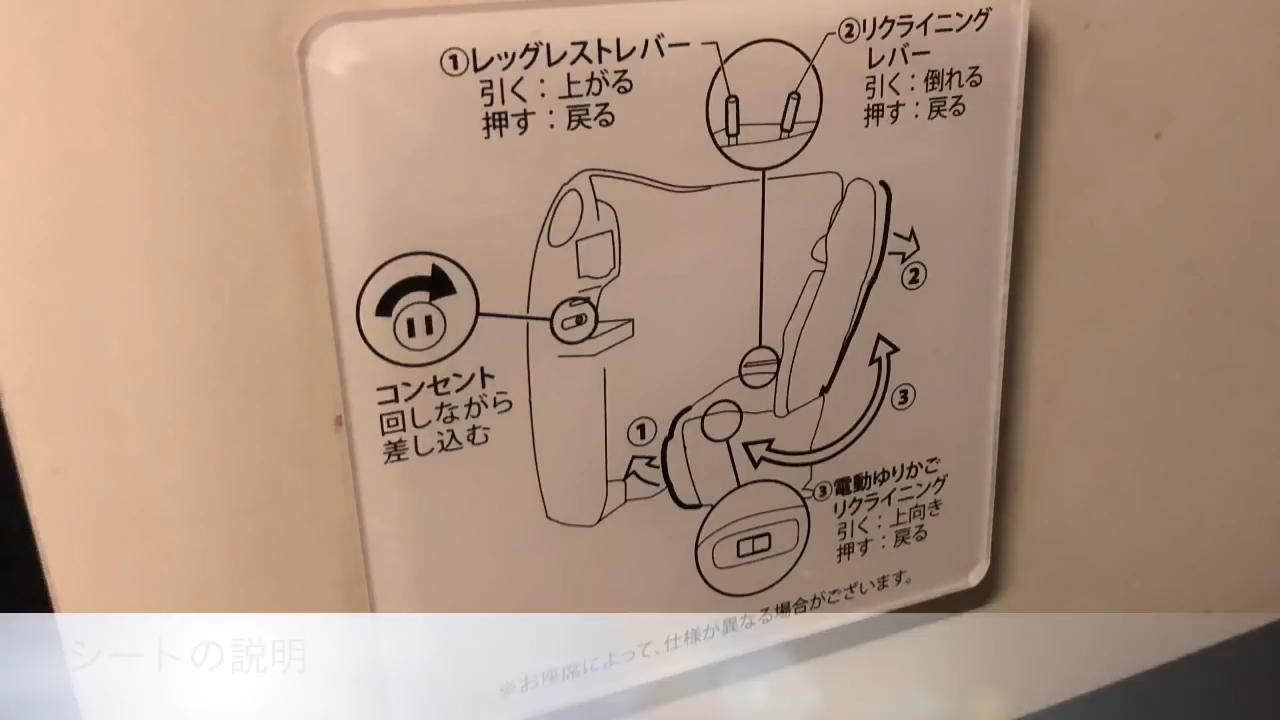 ①レッグレストレバー
引く：上がる
押す：戻る
②リクライニング
レバー
引く：倒れる
押す：戻る
②
コンセント
回しながら
差し込む
①
③
③電動ゆりかご
リクライニング
引く：上向き
押す：戻る
※お座席によって、仕様が異なる場合がございます。
シートの説明